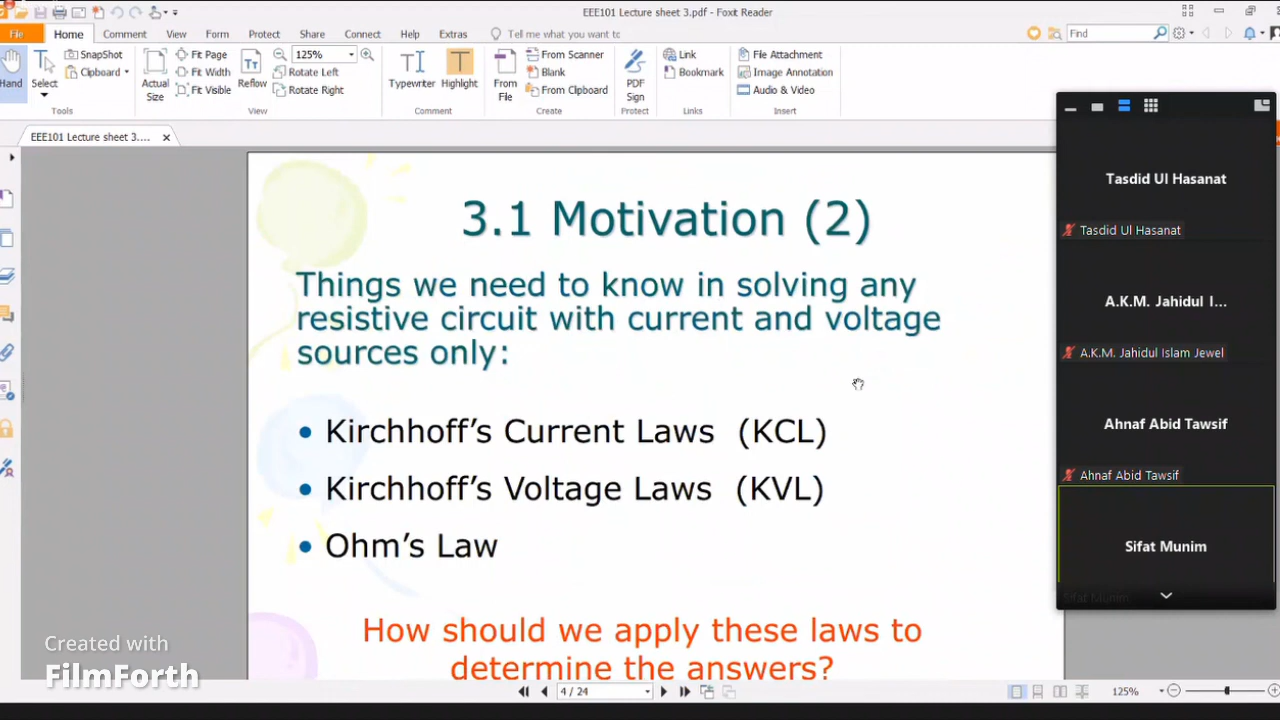 EEE101 Lecture sheet 3.pdf - Foxit Reader
File Home Comment View Form Protect Share Connect Help Extras Tell me what you want to Find
Hand
Select
SnapShot
Clipboard
Tools
Actual Size
Fit Page
Fit Width
Fit Visible
Reflow
125%
Rotate Left
Rotate Right
View
Typewriter
Highlight
Comment
From File
From Scanner
Blank
From Clipboard
Create
PDF Sign
Protect
Link
Bookmark
Links
File Attachment
Image Annotation
Audio & Video
Insert
EEE101 Lecture sheet 3....
3.1 Motivation (2)
Things we need to know in solving any
resistive circuit with current and voltage
sources only:
• Kirchhoff's Current Laws (KCL)
• Kirchhoff's Voltage Laws (KVL)
• Ohm's Law
How should we apply these laws to
determine the answers?
Tasdid Ul Hasanat
Tasdid Ul Hasanat
A.K.M. Jahidul I...
A.K.M. Jahidul Islam Jewel
Ahnaf Abid Tawsif
Ahnaf Abid Tawsif
Sifat Munim
Sifat Munim
Created with
FilmForth
4 / 24
125%